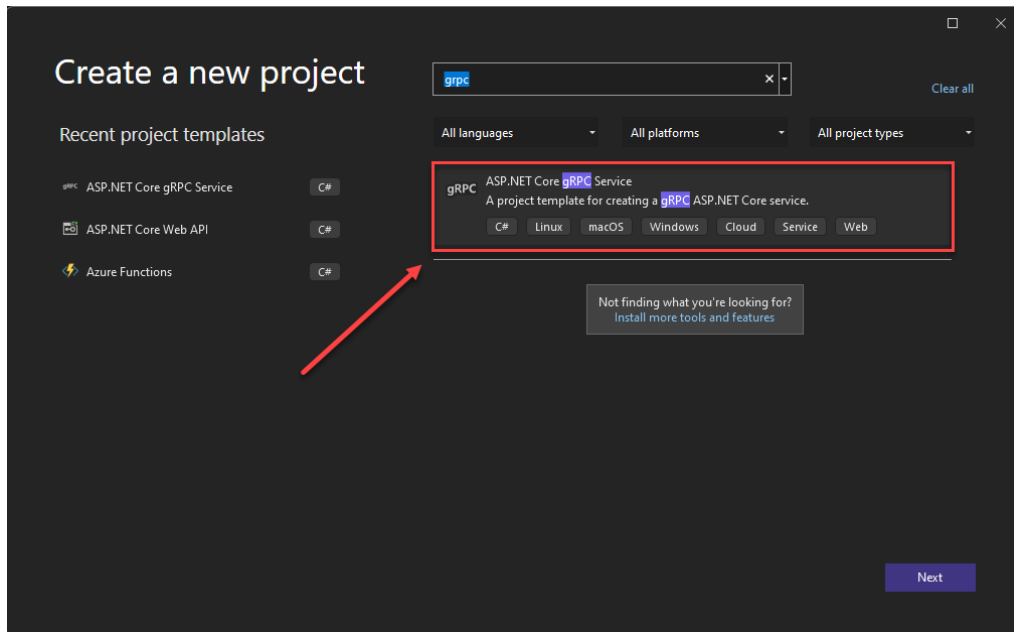 Create a new project
grpc
Clear all
All languages
All platforms
All project types
Recent project templates
gRPC ASP.NET Core gRPC Service C#
ASP.NET Core Web API C#
Azure Functions C#
gRPC
ASP.NET Core gRPC Service
A project template for creating a gRPC ASP.NET Core service.
C# Linux macOS Windows Cloud Service Web
Not finding what you're looking for?
Install more tools and features
Next